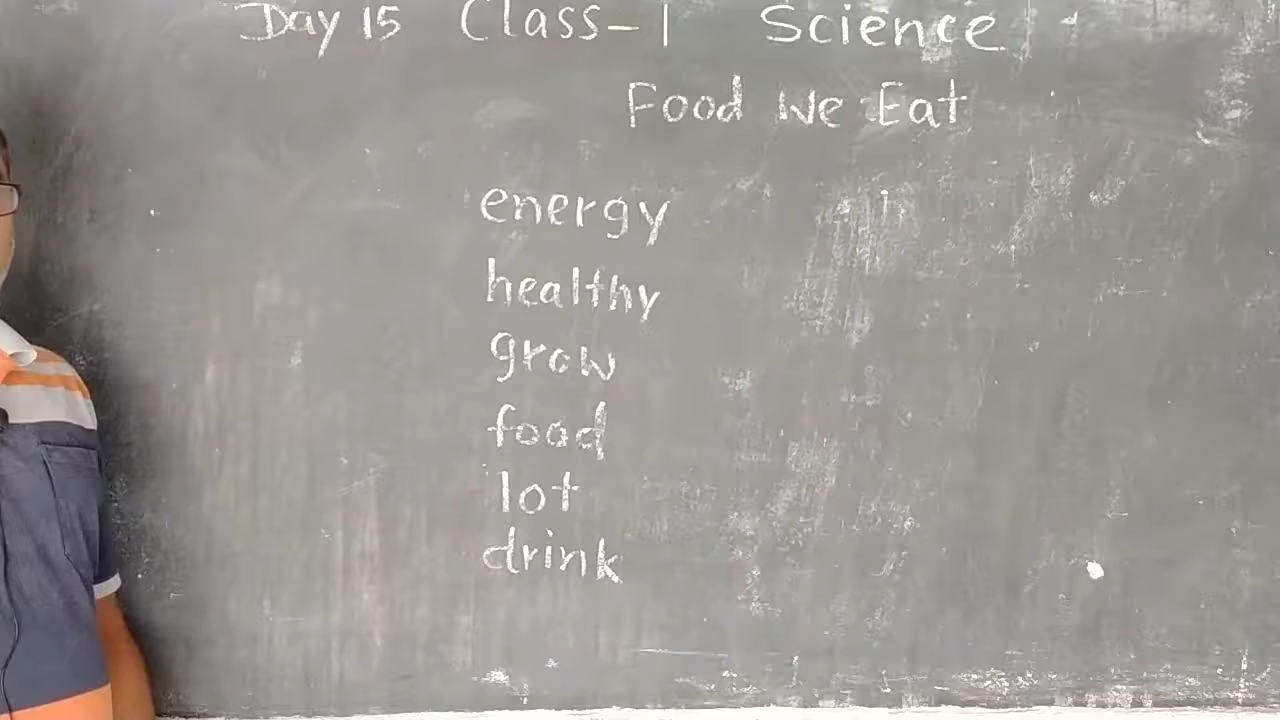 Day 15 Class-1 Science
Food We Eat
energy
healthy
grow
food
lot
drink